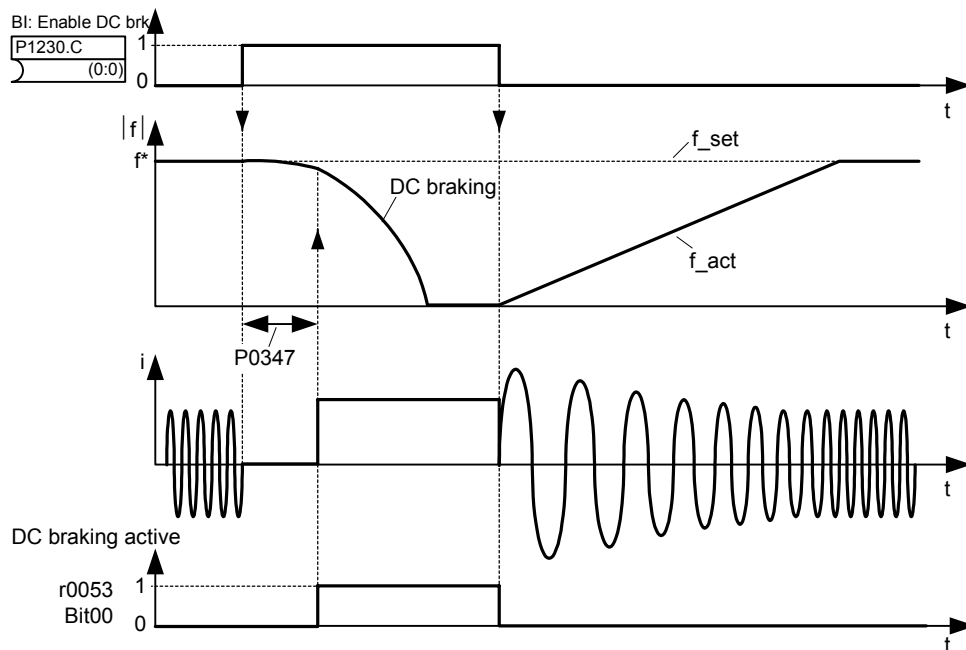 BI: Enable DC brk
P1230.C
(0:0)
1
0
t
|f|
f*
f_set
DC braking
f_act
t
P0347
i
t
DC braking active
r0053
Bit00
1
0
t